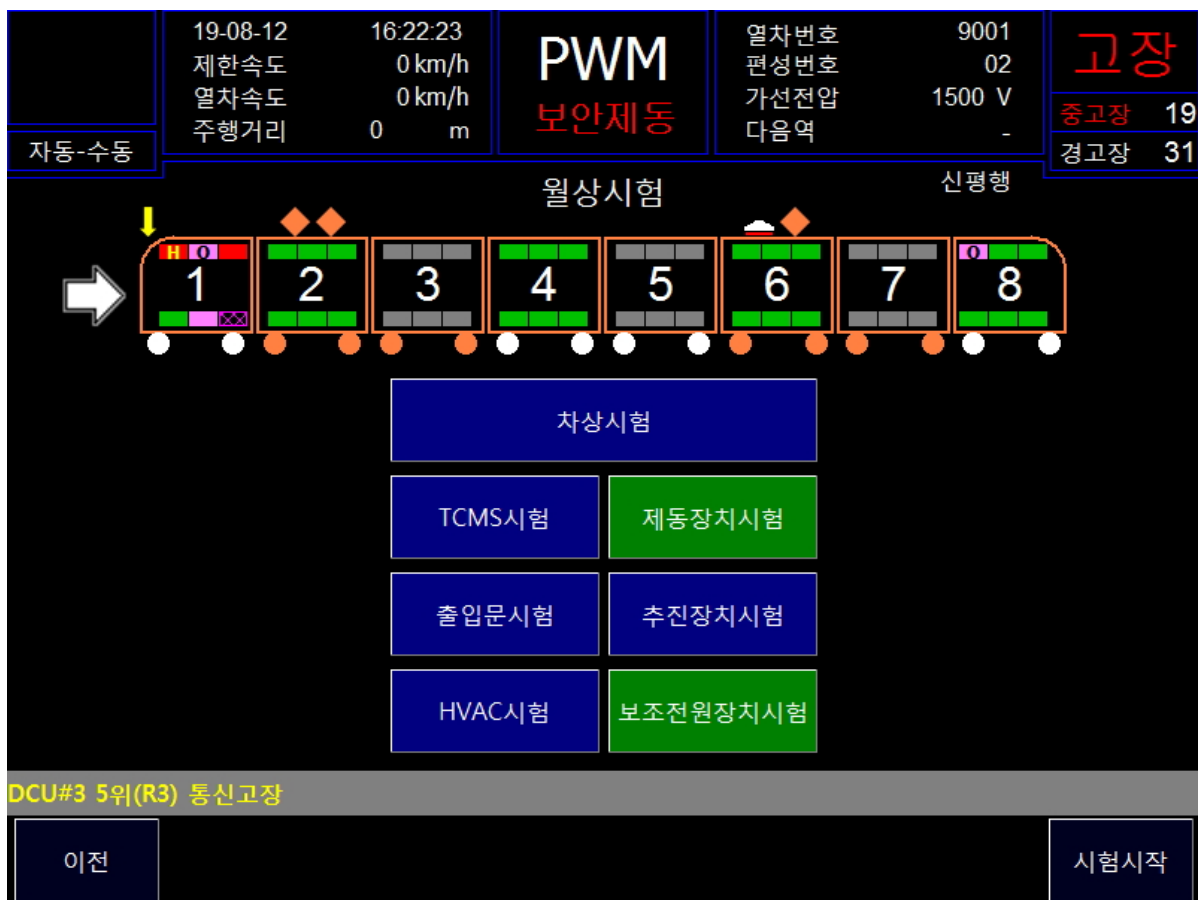 19-08-12 16:22:23
제한속도 0 km/h
열차속도 0 km/h
주행거리 0 m
PWM
보안제동
열차번호 9001
편성번호 02
가선전압 1500 V
다음역 -
고장
중고장 19
경고장 31
자동-수동
월상시험
신평행
H O O
1 2 3 4 5 6 7 8
차상시험
TCMS시험 제동장치시험
출입문시험 추진장치시험
HVAC시험 보조전원장치시험
DCU#3 5위(R3) 통신고장
이전 시험시작